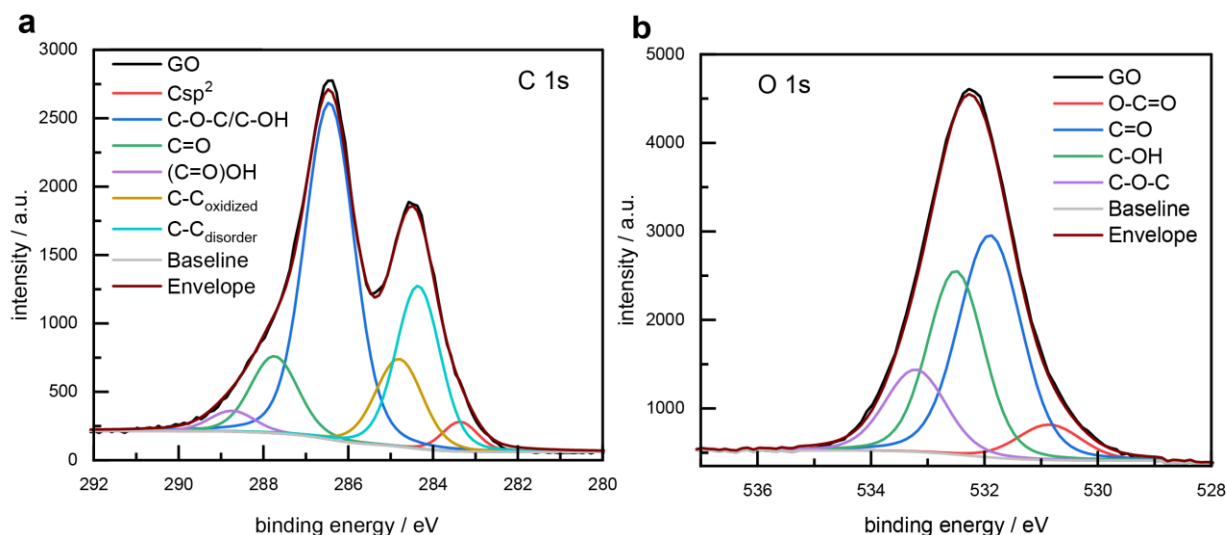 a
C 1s
GO
Csp²
C-O-C/C-OH
C=O
(C=O)OH
C-C_oxidized
C-C_disorder
Baseline
Envelope
3000
2500
2000
1500
1000
500
0
intensity / a.u.
292 290 288 286 284 282 280
binding energy / eV
b
O 1s
GO
O-C=O
C=O
C-OH
C-O-C
Baseline
Envelope
5000
4000
3000
2000
1000
intensity / a.u.
536 534 532 530 528
binding energy / eV